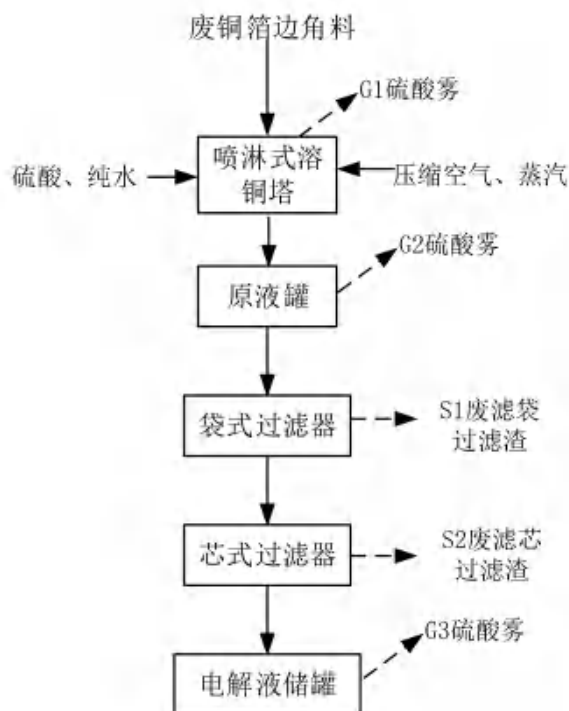 废铜箔边角料
G1硫酸雾
喷淋式溶
铜塔
硫酸、纯水
压缩空气、蒸汽
G2硫酸雾
原液罐
袋式过滤器
S1废滤袋
过滤渣
芯式过滤器
S2废滤芯
过滤渣
G3硫酸雾
电解液储罐